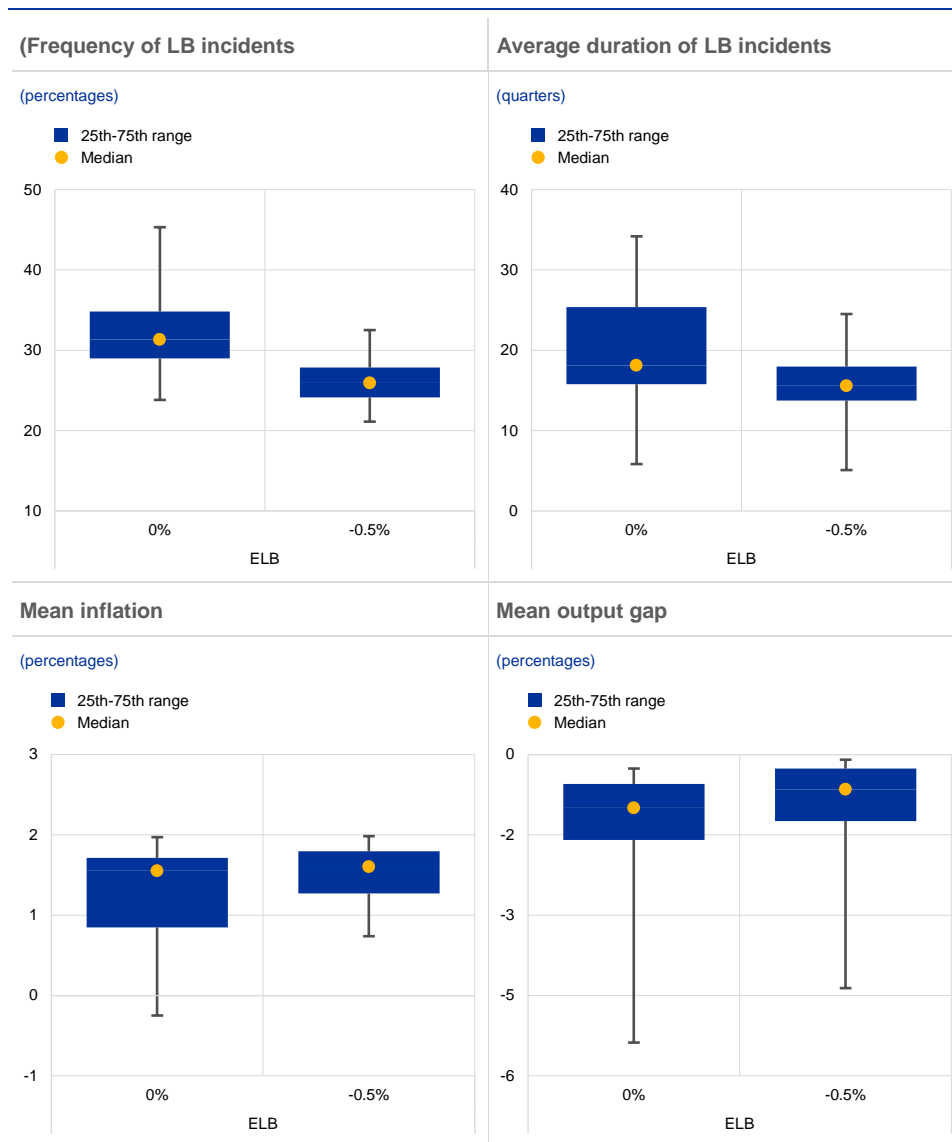 (Frequency of LB incidents
(percentages)
25th-75th range
Median
50
40
30
20
10
0%
-0.5%
ELB
Average duration of LB incidents
(quarters)
25th-75th range
Median
40
30
20
10
0
0%
-0.5%
ELB
Mean inflation
(percentages)
25th-75th range
Median
3
2
1
0
-1
0%
-0.5%
ELB
Mean output gap
(percentages)
25th-75th range
Median
0
-2
-3
-5
-6
0%
-0.5%
ELB